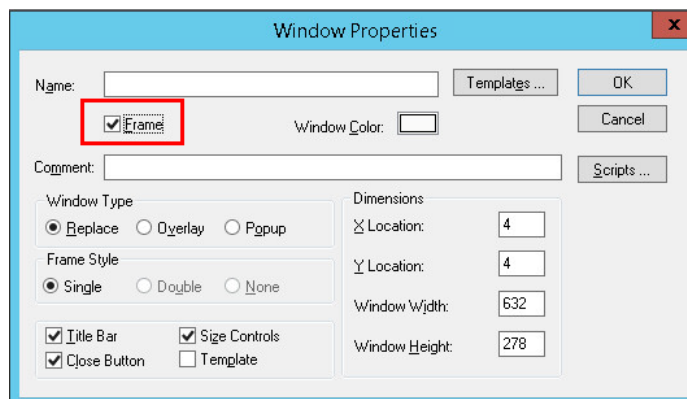 Window Properties
x
Name: Templates ... OK
Frame Window Color: Cancel
Comment: Scripts ...
Window Type
Replace Overlay Popup
Frame Style
Single Double None
Title Bar Size Controls
Close Button Template
Dimensions
X Location: 4
Y Location: 4
Window Width: 632
Window Height: 278